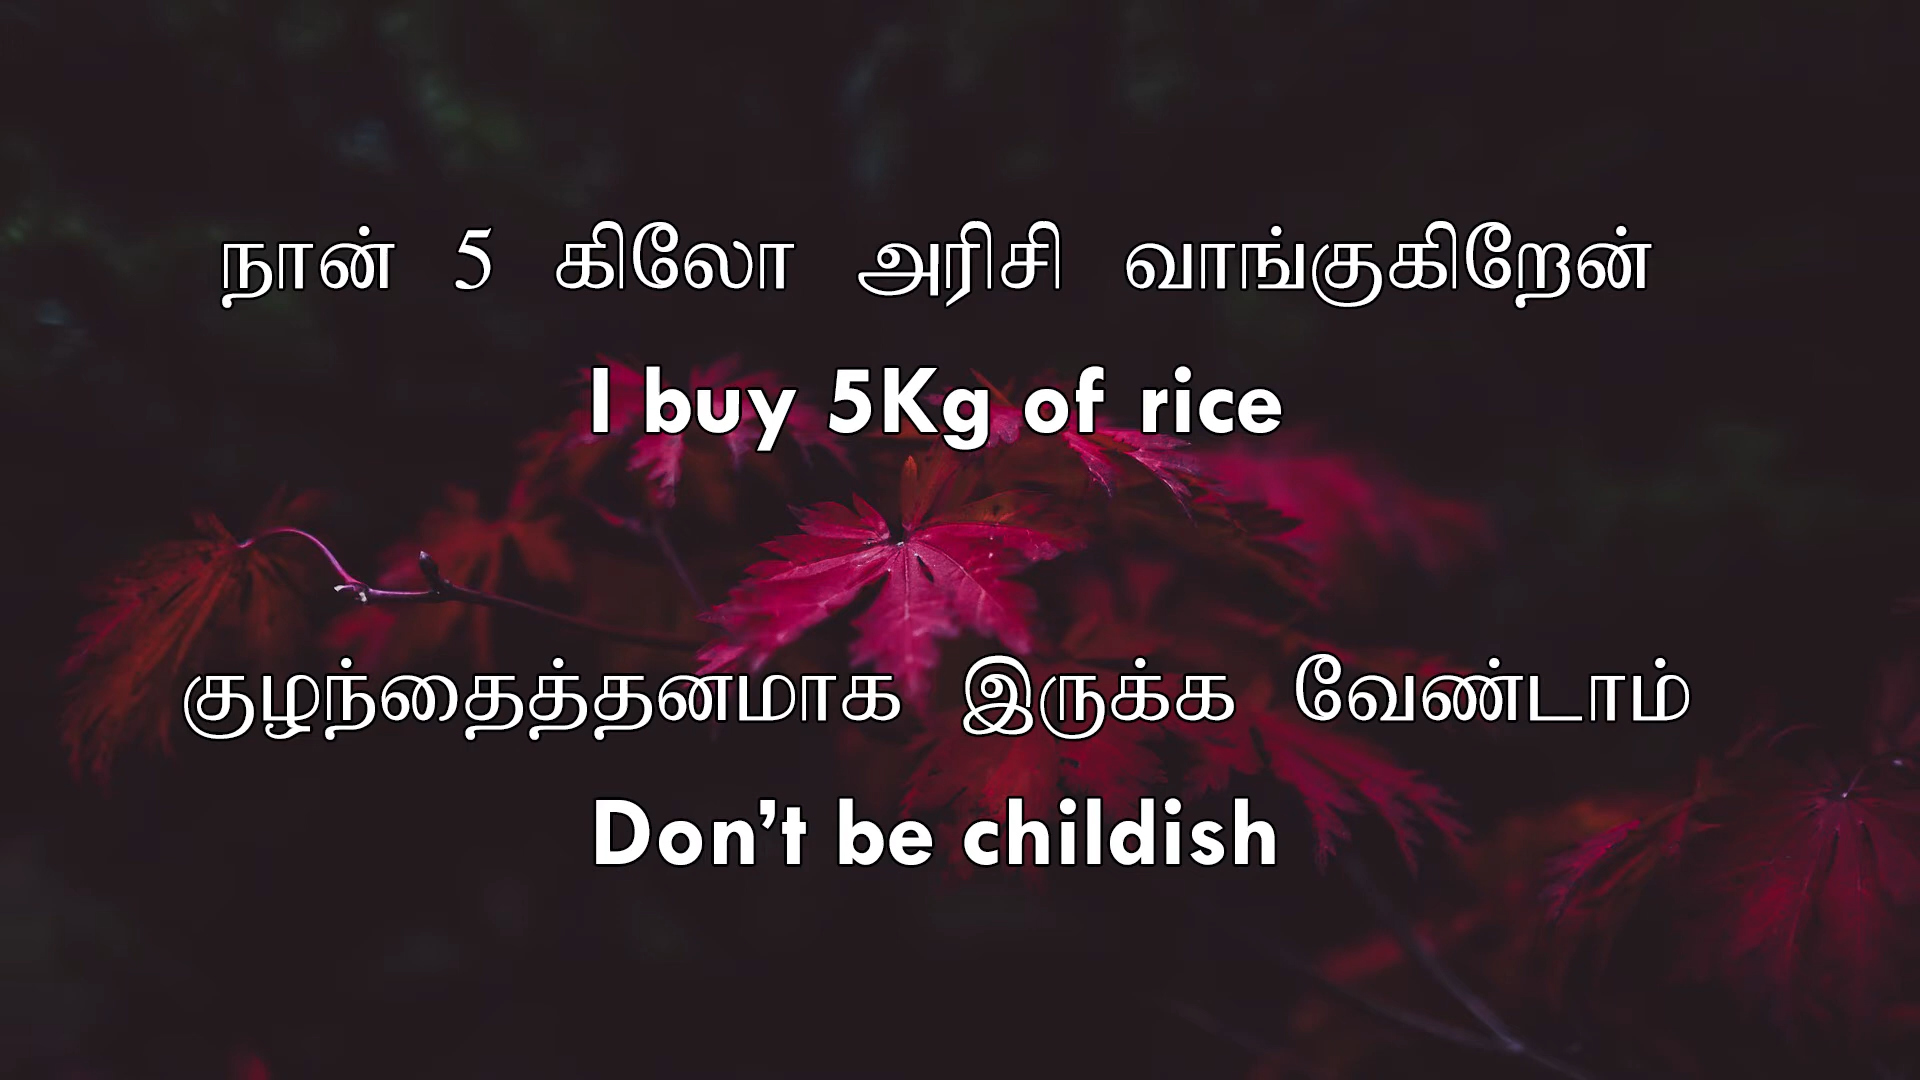 நான் 5 கிலோ அரிசி வாங்குகிறேன்
I buy 5Kg of rice
குழந்தைத்தனமாக இருக்க வேண்டாம்
Don’t be childish